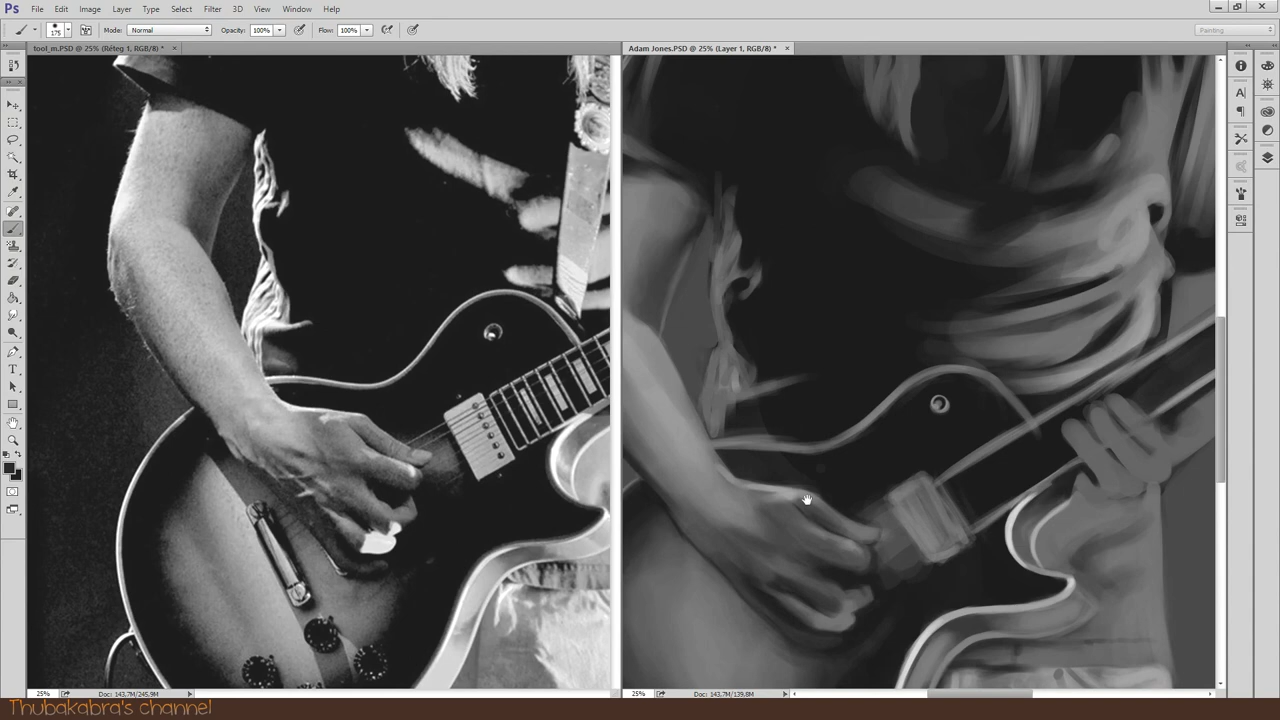 Ps File Edit Image Layer Type Select Filter 3D View Window Help
175 Mode: Normal Opacity: 100% Flow: 100% Painting
tool_m.PSD @ 25% (Réteg 1, RGB/8) * × Adam Jones.PSD @ 25% (Layer 1, RGB/8) * ×
25% Doc: 143,7M/245,9M 25% Doc: 143,7M/139,8M
Thubakabra's channel